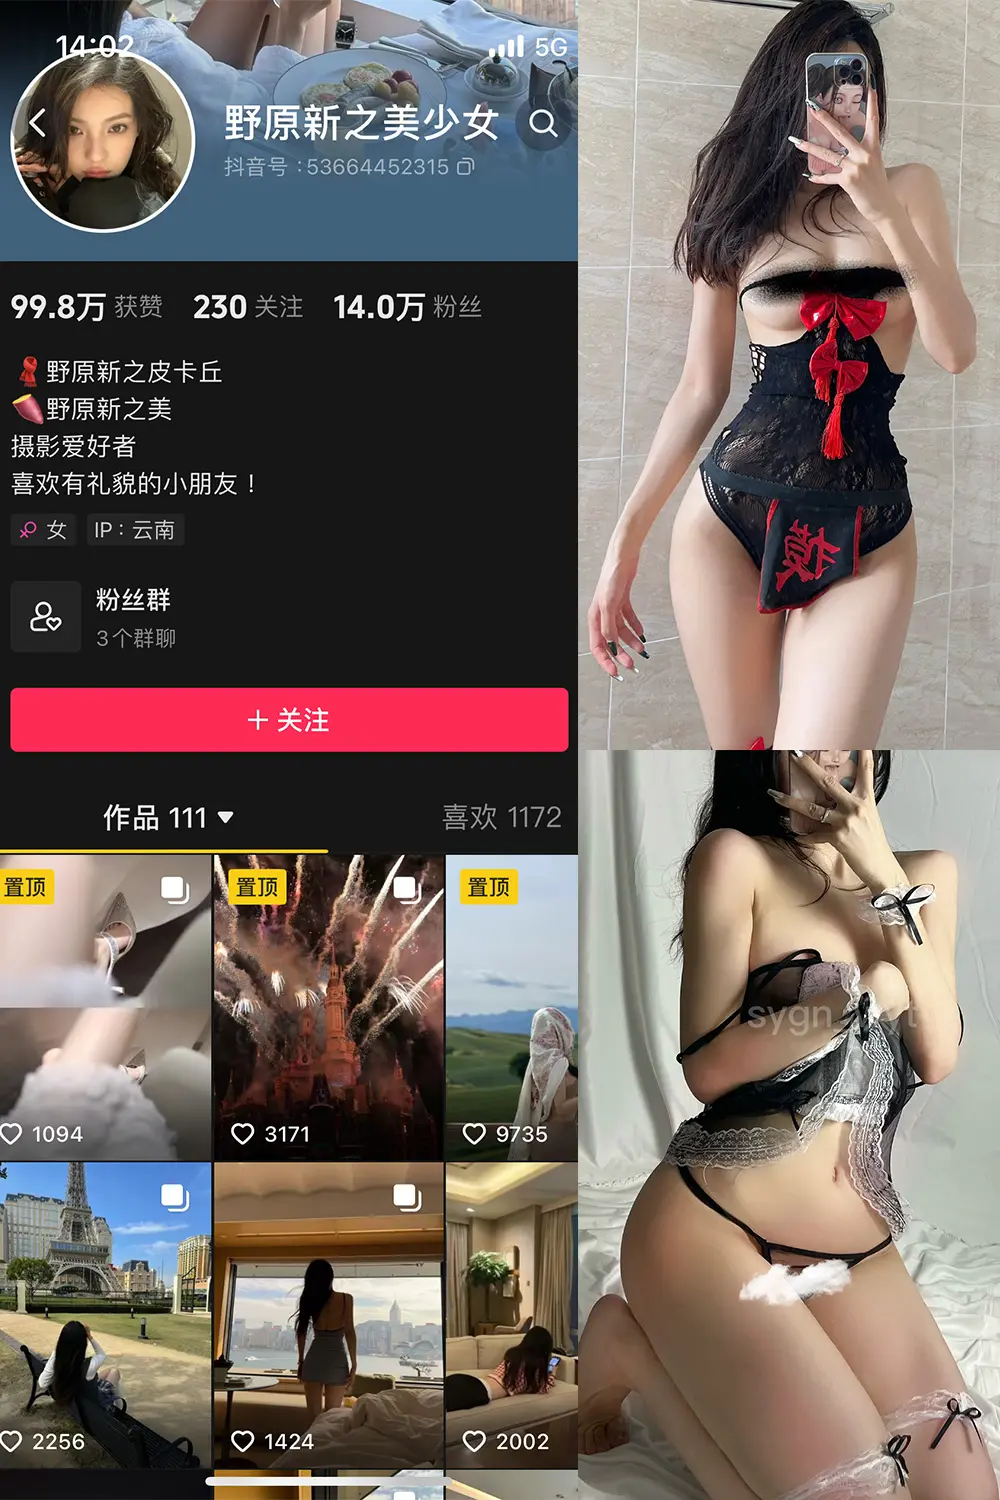 14:02
5G
野原新之美少女
抖音号：53664452315
99.8万 获赞 230 关注 14.0万 粉丝
野原新之皮卡丘
野原新之美
摄影爱好者
喜欢有礼貌的小朋友！
女 IP：云南
粉丝群
3个群聊
+ 关注
作品 111 喜欢 1172
置顶 置顶 置顶
1094 3171 9735
2256 1424 2002